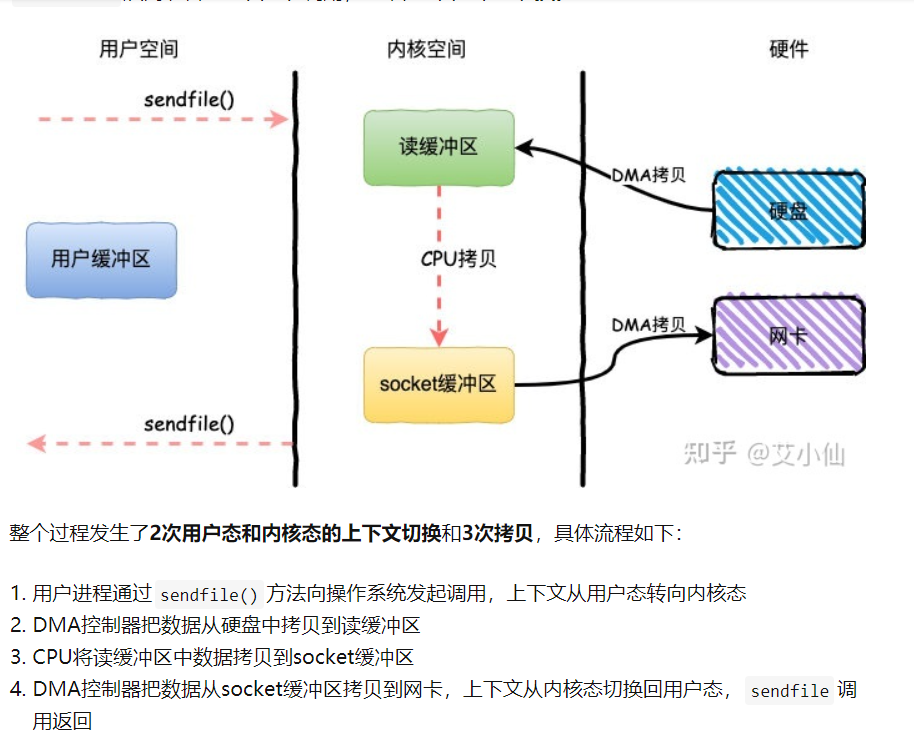 用户空间 内核空间 硬件
sendfile()
读缓冲区
DMA拷贝
硬盘
用户缓冲区
CPU拷贝
DMA拷贝
网卡
socket缓冲区
sendfile()
知乎 @艾小仙
整个过程发生了2次用户态和内核态的上下文切换和3次拷贝，具体流程如下：
1. 用户进程通过 sendfile() 方法向操作系统发起调用，上下文从用户态转向内核态
2. DMA控制器把数据从硬盘中拷贝到读缓冲区
3. CPU将读缓冲区中数据拷贝到socket缓冲区
4. DMA控制器把数据从socket缓冲区拷贝到网卡，上下文从内核态切换回用户态， sendfile 调
用返回